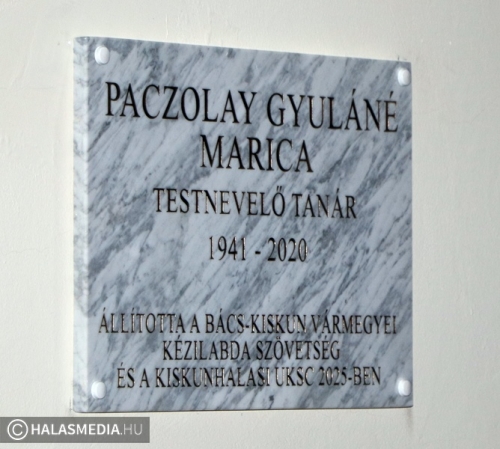 PACZOLAY GYULÁNÉ
MARICA
TESTNEVELŐ TANÁR
1941 - 2020
ÁLLÍTOTTA A BÁCS-KISKUN VÁRMEGYEI
KÉZILABDA SZÖVETSÉG
ÉS A KISKUNHALASI UKSC 2025-BEN
© HALASMEDIA.HU